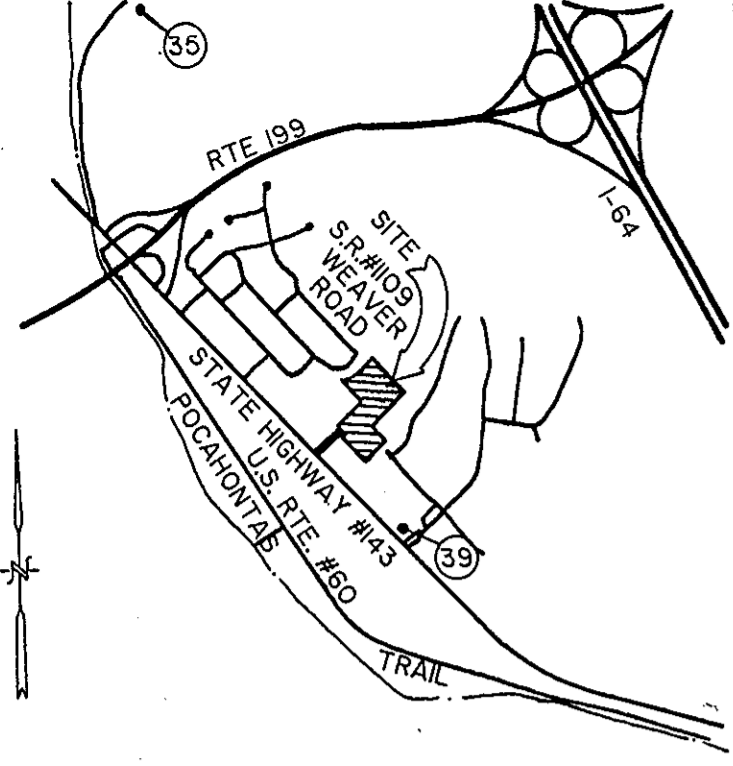 35
RTE 199
I-64
SITE
S.R.#1109
WEAVER
ROAD
STATE HIGHWAY #143
U.S. RTE. #60
POCAHONTAS
TRAIL
39
N